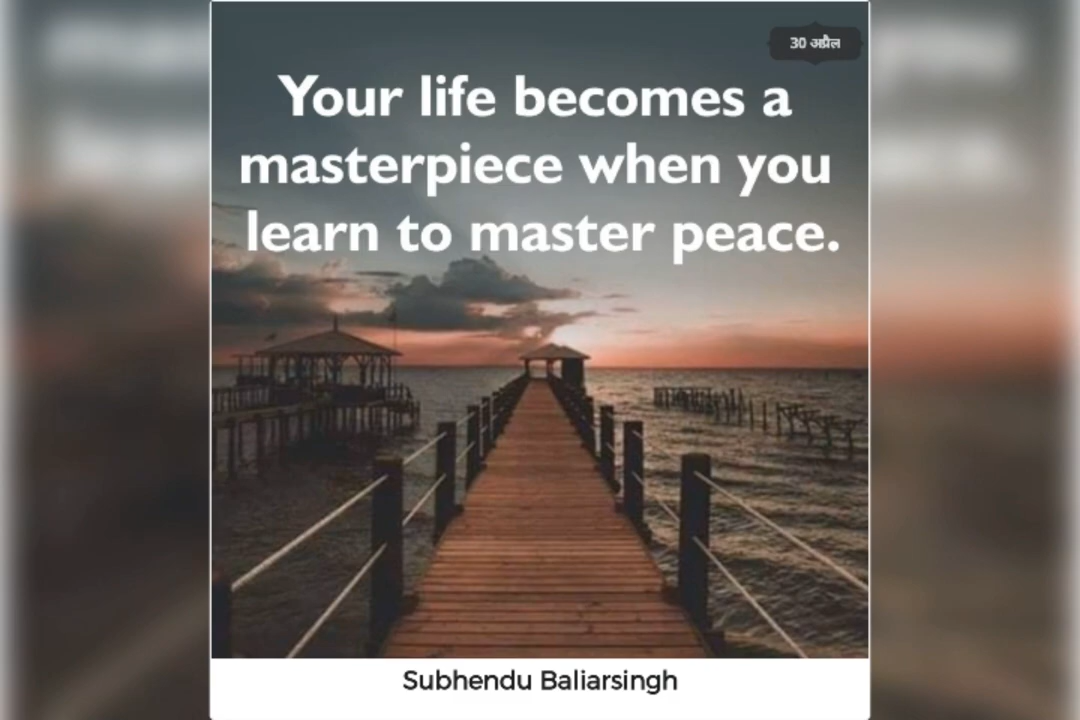 30 अप्रैल
Your life becomes a
masterpiece when you
learn to master peace.
Subhendu Baliarsingh